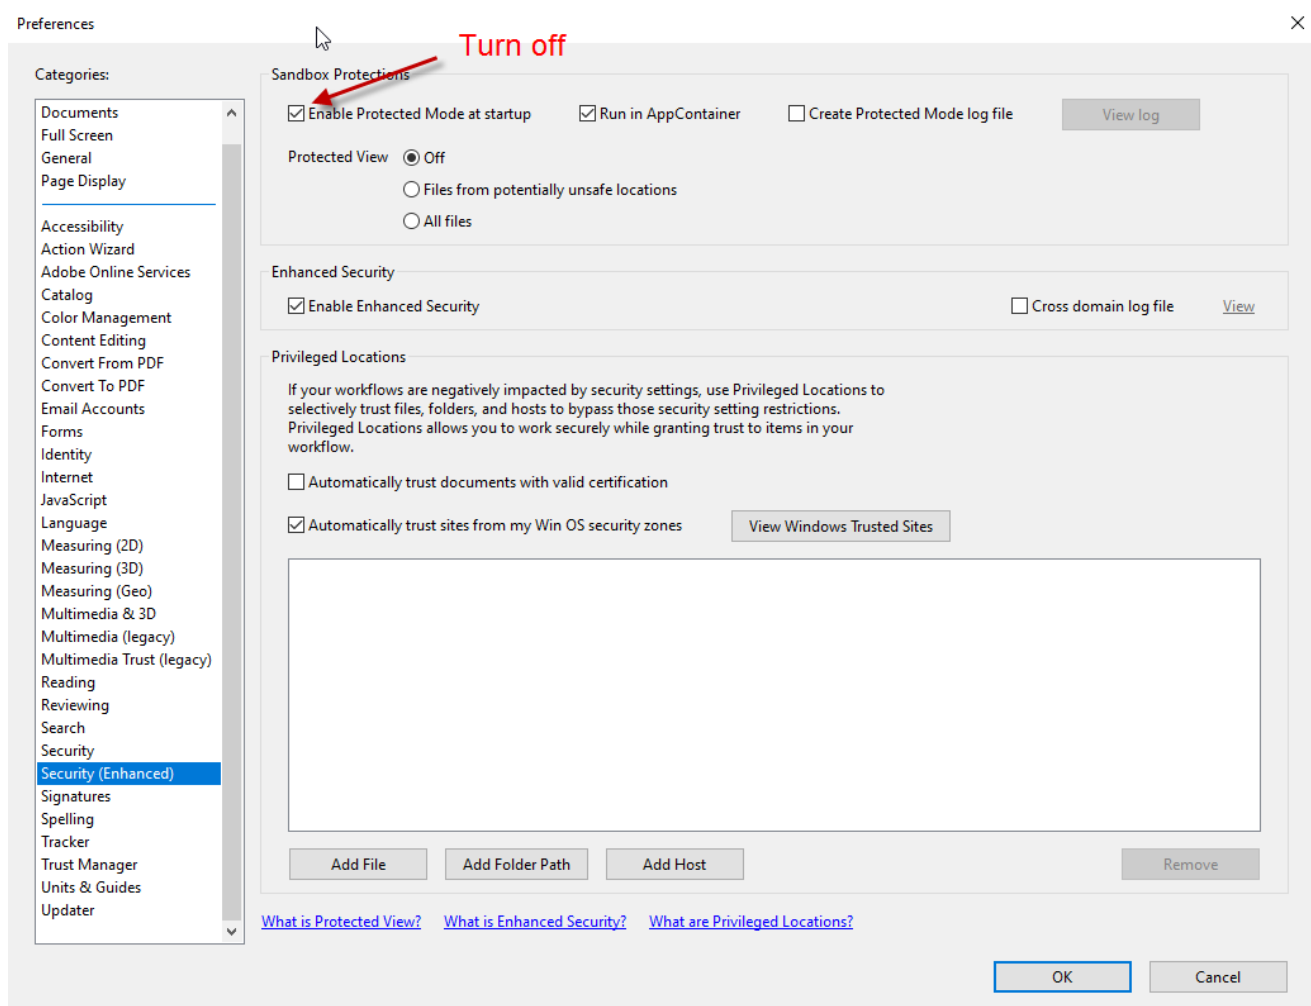 Preferences
Turn off
Categories:
Documents
Full Screen
General
Page Display
Accessibility
Action Wizard
Adobe Online Services
Catalog
Color Management
Content Editing
Convert From PDF
Convert To PDF
Email Accounts
Forms
Identity
Internet
JavaScript
Language
Measuring (2D)
Measuring (3D)
Measuring (Geo)
Multimedia & 3D
Multimedia (legacy)
Multimedia Trust (legacy)
Reading
Reviewing
Search
Security
Security (Enhanced)
Signatures
Spelling
Tracker
Trust Manager
Units & Guides
Updater
Sandbox Protections
Enable Protected Mode at startup Run in AppContainer Create Protected Mode log file View log
Protected View Off
Files from potentially unsafe locations
All files
Enhanced Security
Enable Enhanced Security Cross domain log file View
Privileged Locations
If your workflows are negatively impacted by security settings, use Privileged Locations to
selectively trust files, folders, and hosts to bypass those security setting restrictions.
Privileged Locations allows you to work securely while granting trust to items in your
workflow.
Automatically trust documents with valid certification
Automatically trust sites from my Win OS security zones View Windows Trusted Sites
Add File Add Folder Path Add Host Remove
What is Protected View? What is Enhanced Security? What are Privileged Locations?
OK Cancel